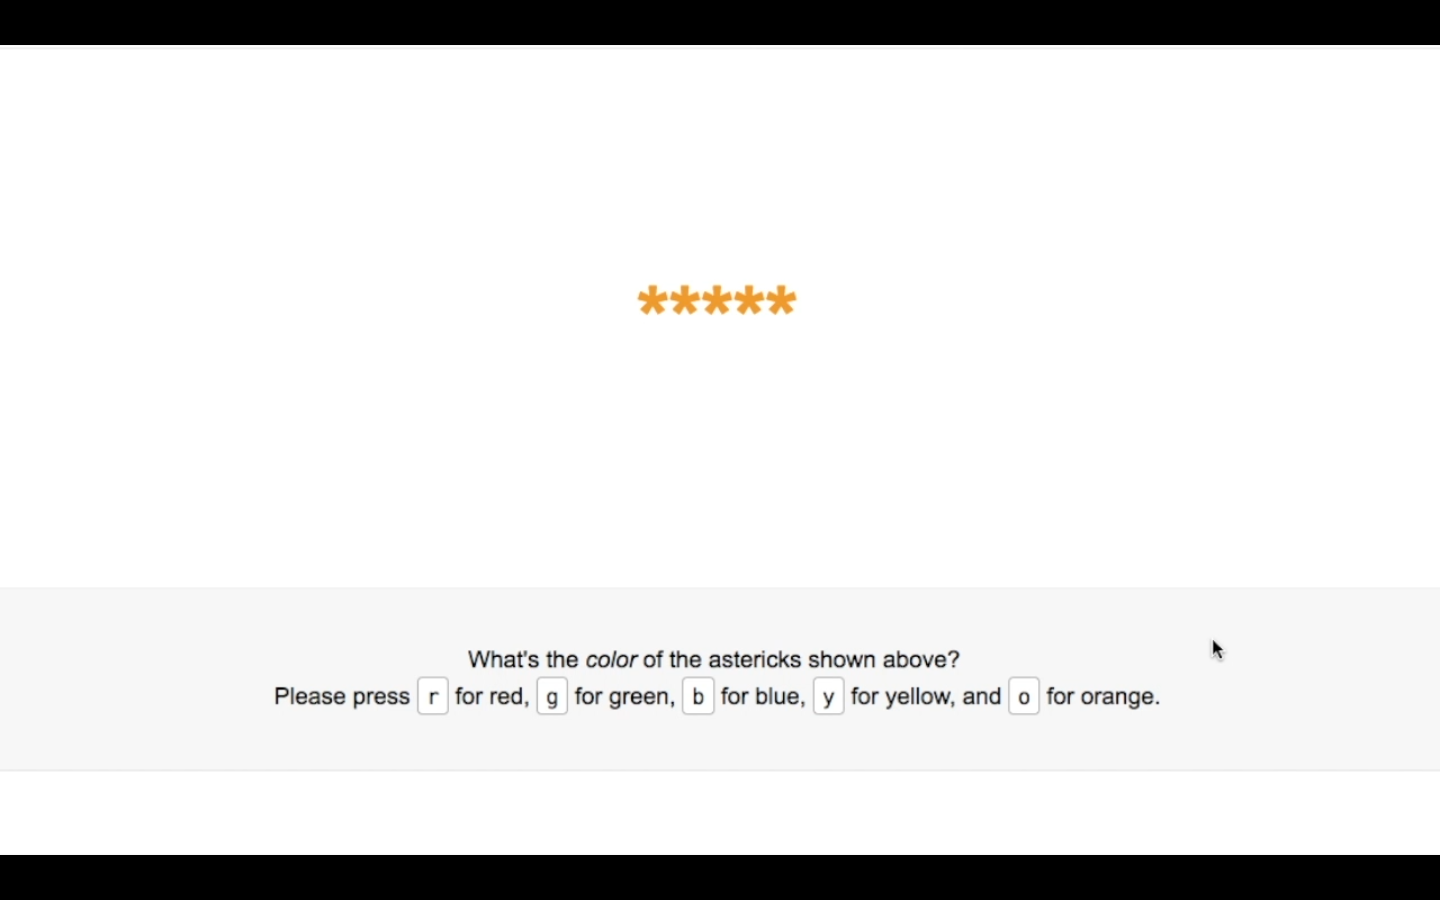 *****
What's the color of the astericks shown above?
Please press r for red, g for green, b for blue, y for yellow, and o for orange.